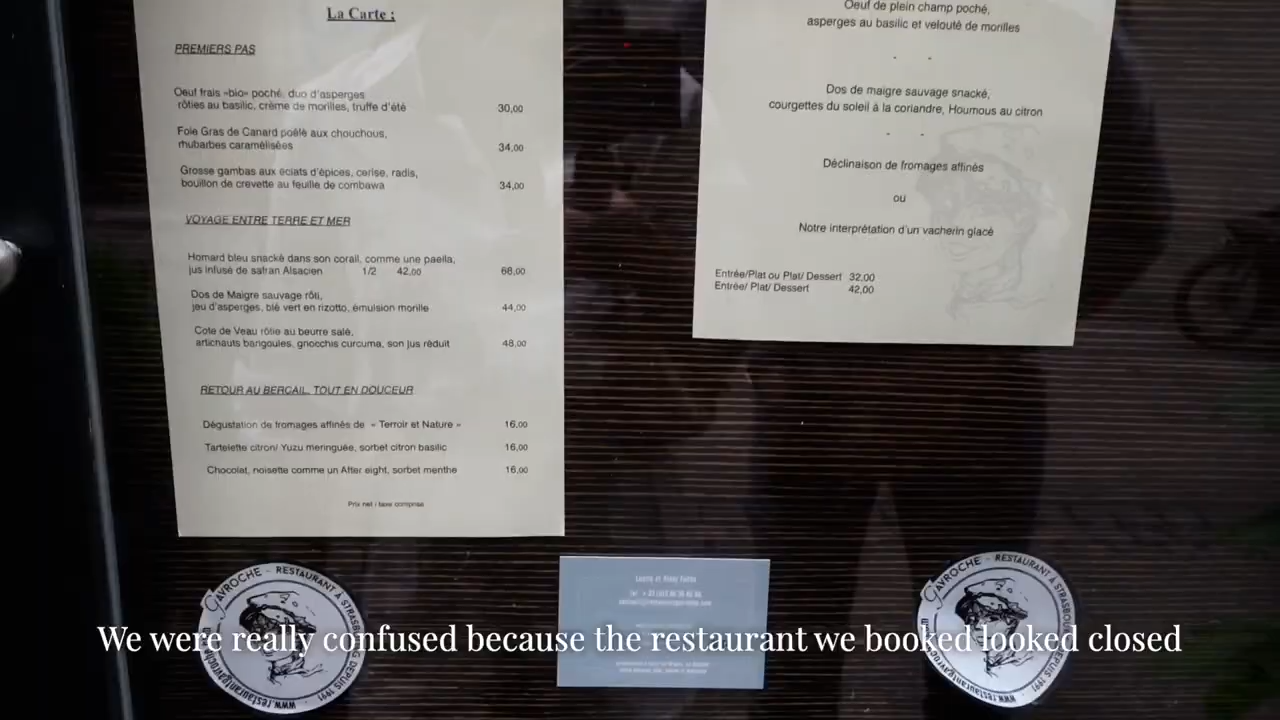 La Carte :
PREMIERS PAS
Oeuf frais «bio» poché, duo d'asperges
rôties au basilic, crème de morilles, truffe d'été 30,00
Foie Gras de Canard poêlé aux chouchous,
rhubarbes caramélisées 34,00
Grosse gambas aux éclats d'épices, cerise, radis,
bouillon de crevette au feuille de combawa 34,00
VOYAGE ENTRE TERRE ET MER
Homard bleu snacké dans son corail, comme une paella,
jus infusé de safran Alsacien 1/2 42,00 68,00
Dos de Maigre sauvage rôti,
jeu d'asperges, blé vert en rizotto, émulsion morille 44,00
Cote de Veau rôtie au beurre salé,
artichauts barigoules, gnocchis curcuma, son jus réduit 48,00
RETOUR AU BERCAIL, TOUT EN DOUCEUR
Dégustation de fromages affinés de « Terroir et Nature » 16,00
Tartelette citron/ Yuzu meringuée, sorbet citron basilic 16,00
Chocolat, noisette comme un After eight, sorbet menthe 16,00
Prix net / taxe comprise
Oeuf de plein champ poché,
asperges au basilic et velouté de morilles
- -
Dos de maigre sauvage snacké,
courgettes du soleil à la coriandre, Houmous au citron
- -
Déclinaison de fromages affinés
ou
Notre interprétation d'un vacherin glacé
Entrée/Plat ou Plat/ Dessert 32,00
Entrée/ Plat/ Dessert 42,00
GAVROCHE - RESTAURANT À STRASBOURG DEPUIS 1991
www.restaurantgavroche
GAVROCHE - RESTAURANT À STRASBOURG DEPUIS 1991
www.restaurantgavroche
We were really confused because the restaurant we booked looked closed